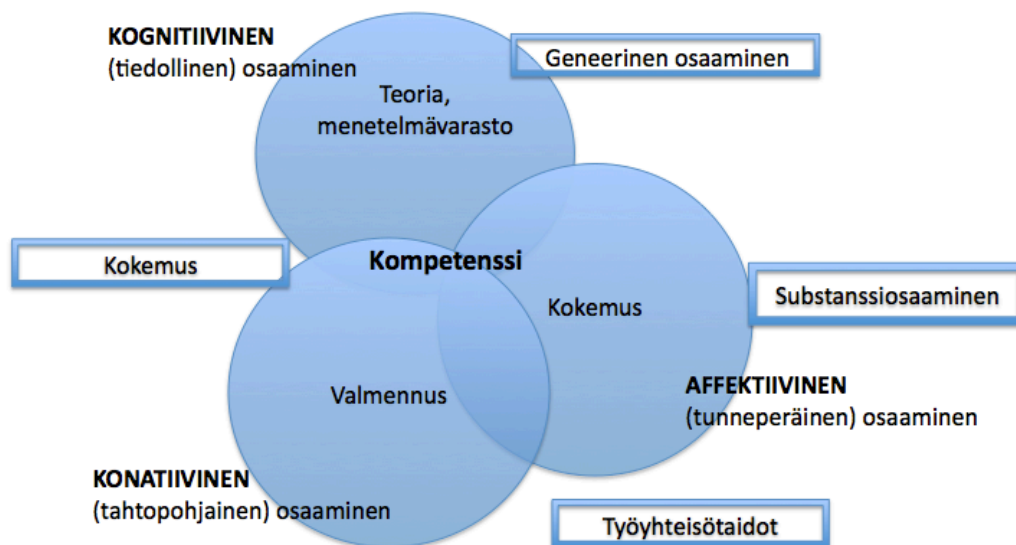 KOGNITIIVINEN
(tiedollinen) osaaminen
Geneerinen osaaminen
Teoria,
menetelmävarasto
Kokemus
Kompetenssi
Kokemus
Substanssiosaaminen
Valmennus
AFFEKTIIVINEN
(tunneperäinen) osaaminen
KONATIIVINEN
(tahtopohjainen) osaaminen
Työyhteisötaidot